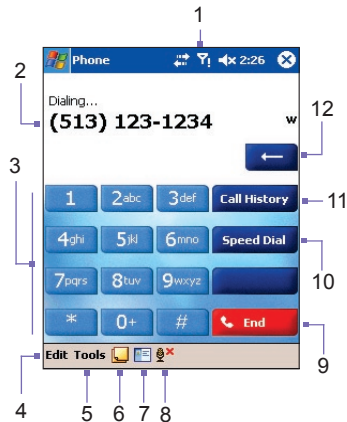 1
Phone 2:26
2
Dialing...
(513) 123-1234 w
12
3
1 2abc 3def Call History
11
4ghi 5jkl 6mno Speed Dial
10
7pqrs 8tuv 9wxyz
* 0+ # End
9
Edit Tools
4 5 6 7 8